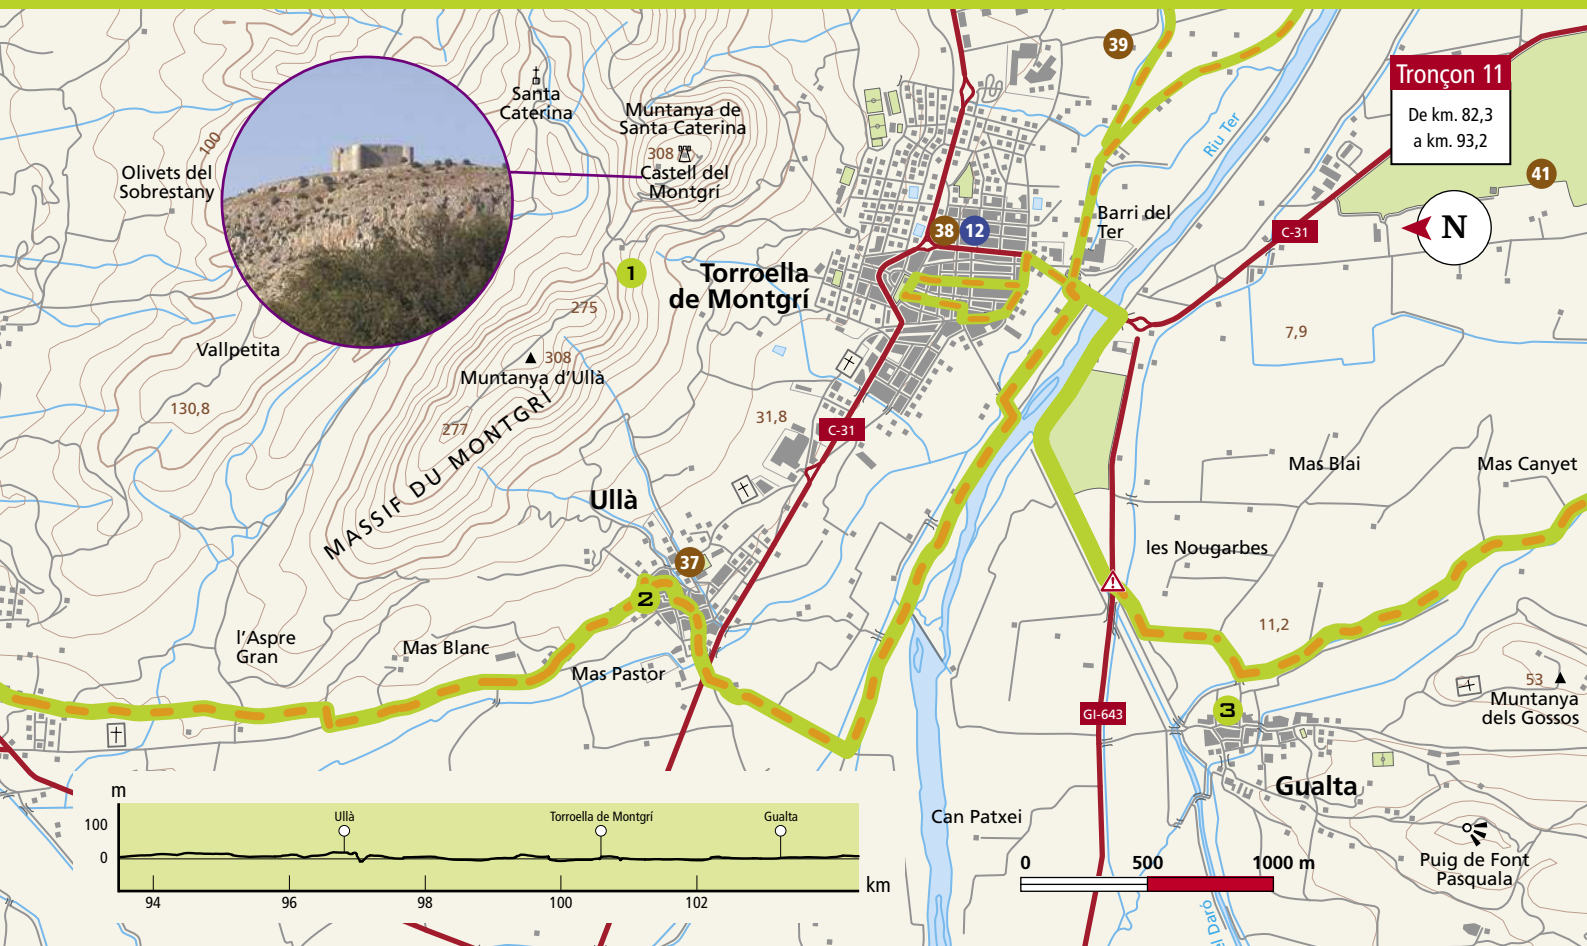 39
Tronçon 11
De km. 82,3
a km. 93,2
Santa
Caterina
Muntanya de
Santa Caterina
308
Castell del
Montgrí
100
Olivets del
Sobrestany
Riu Ter
41
Barri del
Ter
38
12
C-31
N
1
Torroella
de Montgrí
275
Vallpetita
308
Muntanya d'Ullà
7,9
130,8
277
31,8
C-31
MASSIF DU MONTGRÍ
Mas Blai
Mas Canyet
Ullà
les Nougarbes
37
2
11,2
l'Aspre
Gran
Mas Blanc
Mas Pastor
53
Muntanya
dels Gossos
GI-643
3
Gualta
m
100
0
Ullà
Torroella de Montgrí
Gualta
km
94
96
98
100
102
Can Patxei
Puig de Font
Pasquala
0
500
1000 m
el Daró